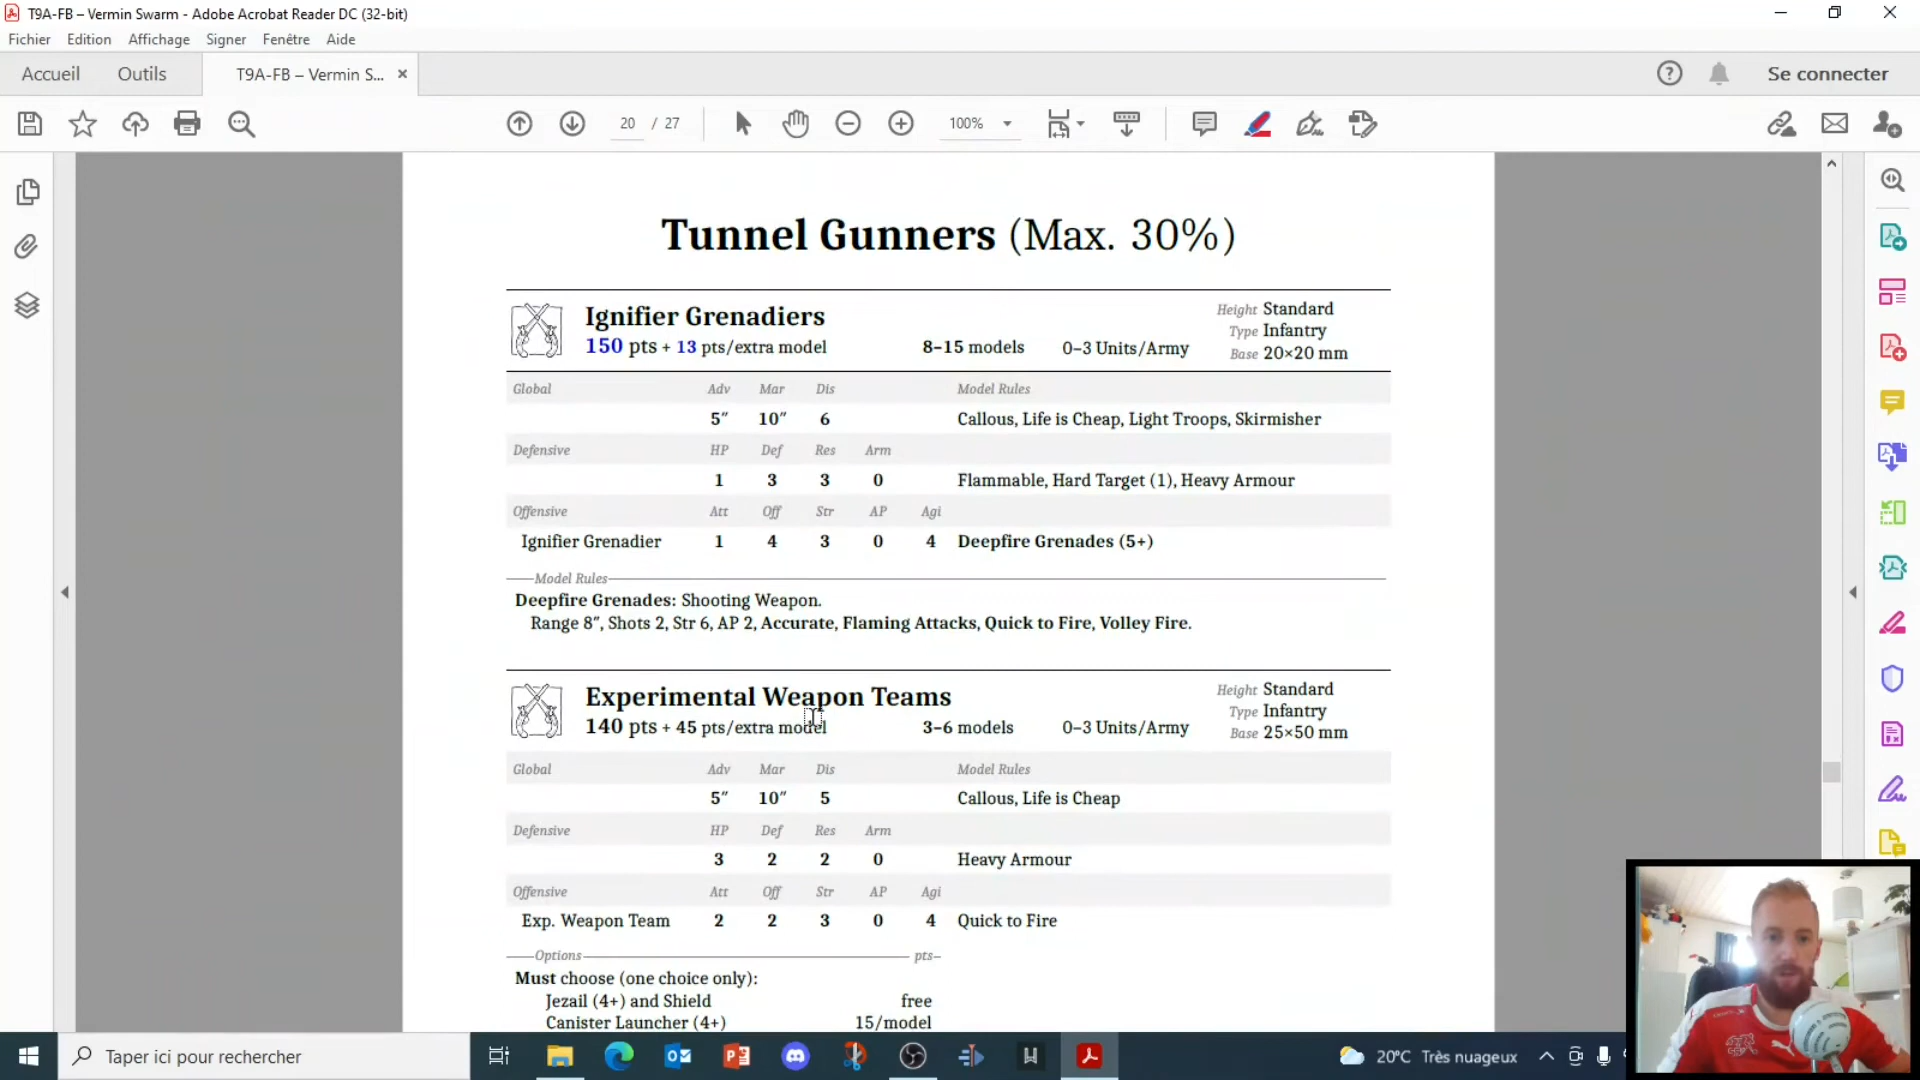 T9A-FB – Vermin Swarm - Adobe Acrobat Reader DC (32-bit)
Fichier Edition Affichage Signer Fenêtre Aide
Accueil Outils T9A-FB – Vermin S... × Se connecter
20 / 27 100%
Tunnel Gunners (Max. 30%)
Ignifier Grenadiers
150 pts + 13 pts/extra model 8–15 models 0–3 Units/Army
Height Standard
Type Infantry
Base 20×20 mm
Global Adv Mar Dis Model Rules
5″ 10″ 6 Callous, Life is Cheap, Light Troops, Skirmisher
Defensive HP Def Res Arm
1 3 3 0 Flammable, Hard Target (1), Heavy Armour
Offensive Att Off Str AP Agi
Ignifier Grenadier 1 4 3 0 4 Deepfire Grenades (5+)
Model Rules
Deepfire Grenades: Shooting Weapon.
Range 8″, Shots 2, Str 6, AP 2, Accurate, Flaming Attacks, Quick to Fire, Volley Fire.
Experimental Weapon Teams
140 pts + 45 pts/extra model 3–6 models 0–3 Units/Army
Height Standard
Type Infantry
Base 25×50 mm
Global Adv Mar Dis Model Rules
5″ 10″ 5 Callous, Life is Cheap
Defensive HP Def Res Arm
3 2 2 0 Heavy Armour
Offensive Att Off Str AP Agi
Exp. Weapon Team 2 2 3 0 4 Quick to Fire
Options pts
Must choose (one choice only):
Jezail (4+) and Shield free
Canister Launcher (4+) 15/model
Taper ici pour rechercher 20°C Très nuageux